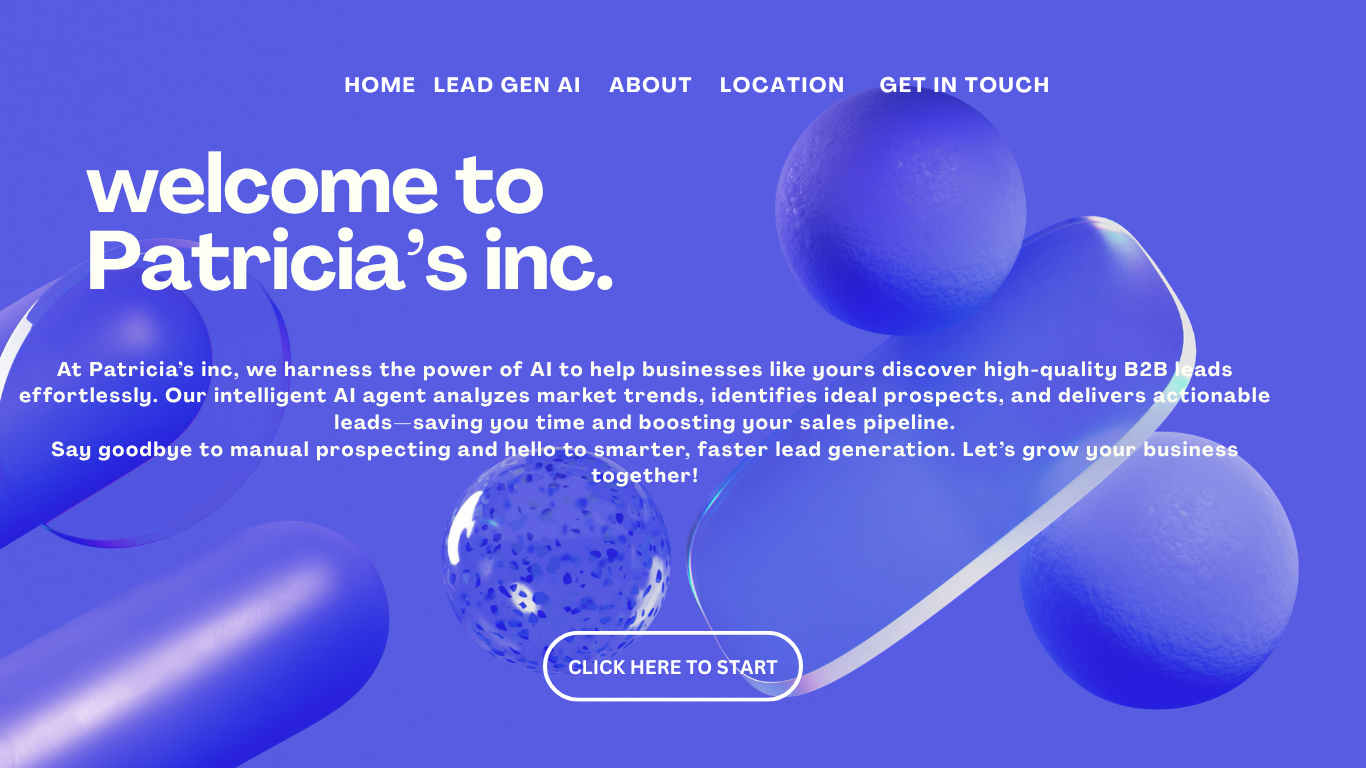 HOME LEAD GEN AI ABOUT LOCATION GET IN TOUCH
welcome to
Patricia’s inc.
At Patricia’s inc, we harness the power of AI to help businesses like yours discover high-quality B2B leads
effortlessly. Our intelligent AI agent analyzes market trends, identifies ideal prospects, and delivers actionable
leads—saving you time and boosting your sales pipeline.
Say goodbye to manual prospecting and hello to smarter, faster lead generation. Let’s grow your business
together!
CLICK HERE TO START